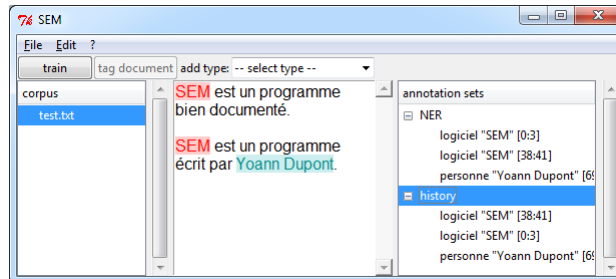 SEM
File Edit ?
train tag document add type: -- select type --
corpus
test.txt
SEM est un programme
bien documenté.
SEM est un programme
écrit par Yoann Dupont.
annotation sets
NER
logiciel "SEM" [0:3]
logiciel "SEM" [38:41]
personne "Yoann Dupont" [69
history
logiciel "SEM" [38:41]
logiciel "SEM" [0:3]
personne "Yoann Dupont" [69